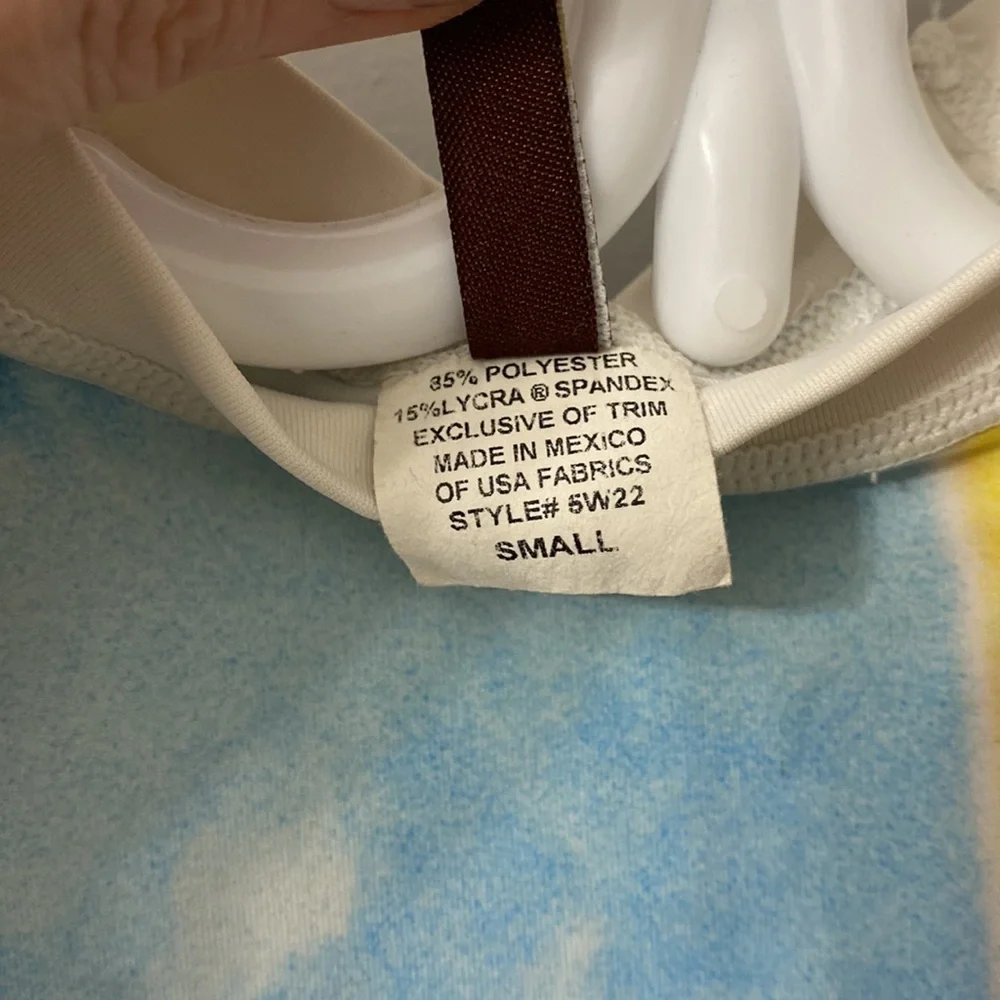 85% POLYESTER
15%LYCRA ® SPANDEX
EXCLUSIVE OF TRIM
MADE IN MEXICO
OF USA FABRICS
STYLE# 5W22
SMALL